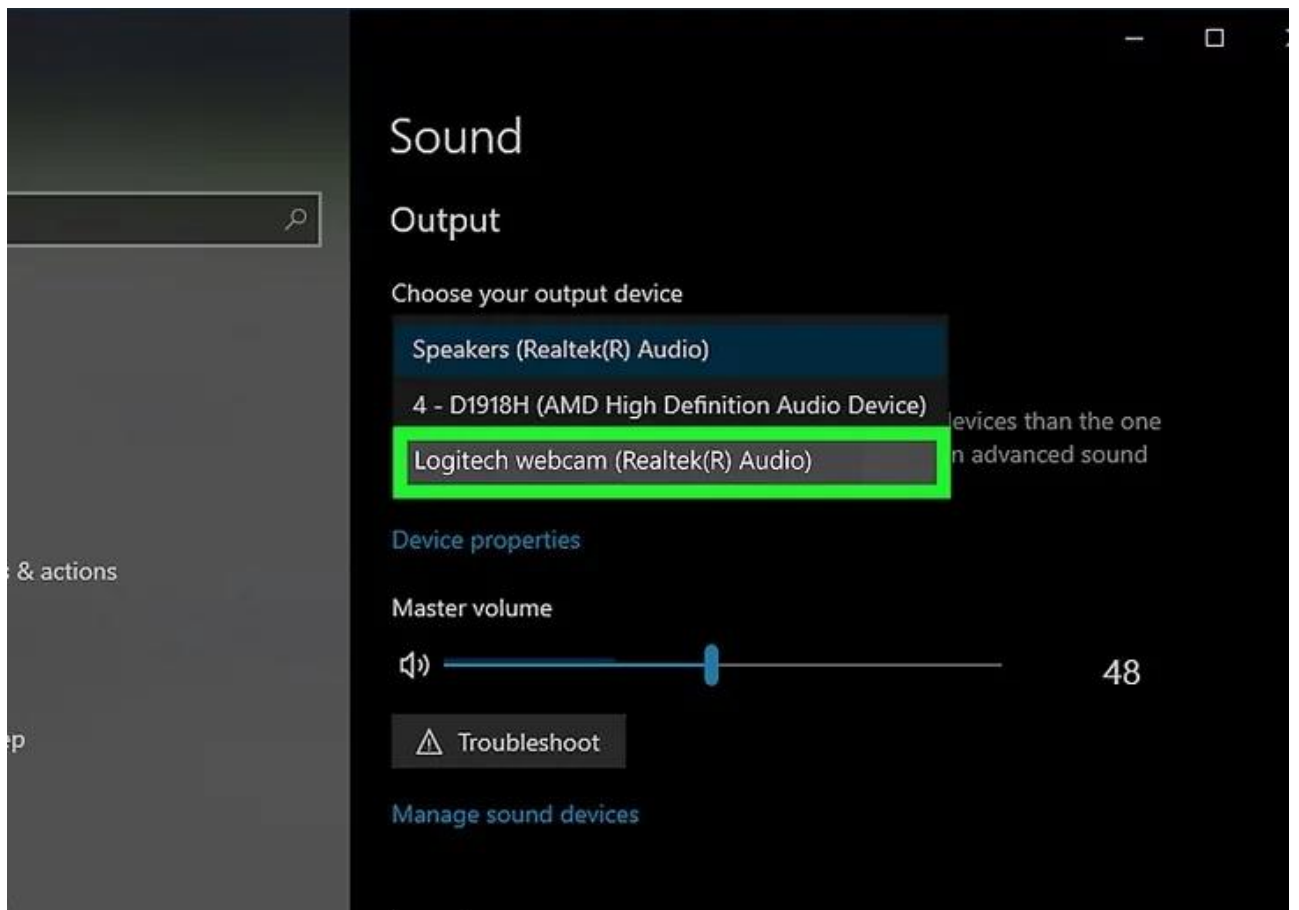 Sound
Output
Choose your output device
Speakers (Realtek(R) Audio)
4 - D1918H (AMD High Definition Audio Device)
devices than the one
Logitech webcam (Realtek(R) Audio)
advanced sound
Device properties
& actions
Master volume
48
Troubleshoot
Manage sound devices